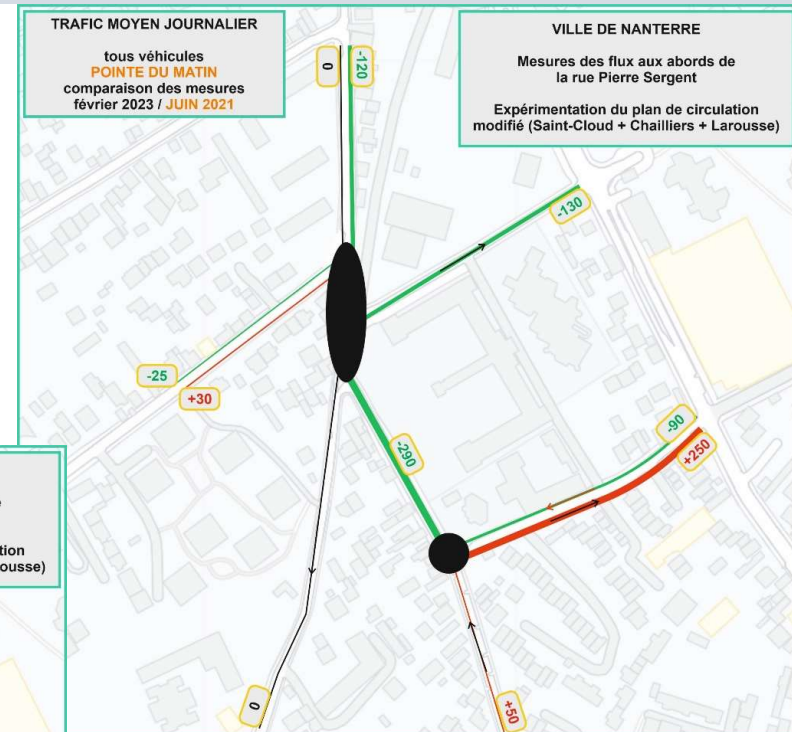 TRAFIC MOYEN JOURNALIER
tous véhicules
POINTE DU MATIN
comparaison des mesures
février 2023 / JUIN 2021
VILLE DE NANTERRE
Mesures des flux aux abords de
la rue Pierre Sergent
Expérimentation du plan de circulation
modifié (Saint-Cloud + Chailliers + Larousse)
0
-120
-130
-25
+30
-290
-90
+250
tion
ousse)
0
+50